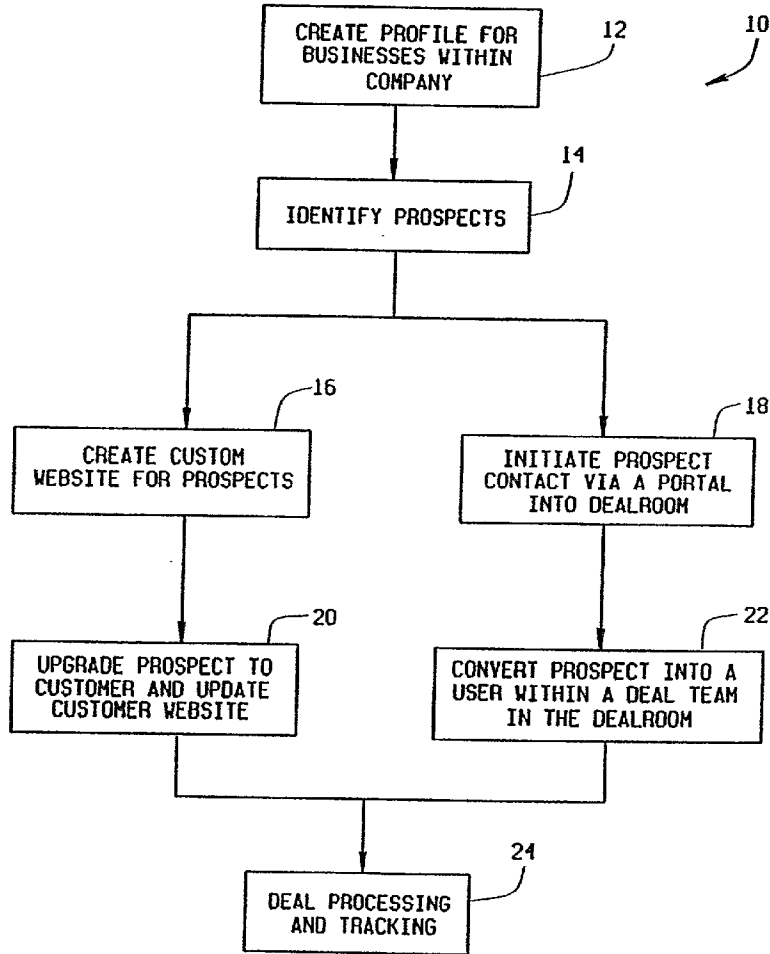 CREATE PROFILE FOR
BUSINESSES WITHIN
COMPANY
12
10
IDENTIFY PROSPECTS
14
CREATE CUSTOM
WEBSITE FOR PROSPECTS
16
INITIATE PROSPECT
CONTACT VIA A PORTAL
INTO DEALROOM
18
UPGRADE PROSPECT TO
CUSTOMER AND UPDATE
CUSTOMER WEBSITE
20
CONVERT PROSPECT INTO A
USER WITHIN A DEAL TEAM
IN THE DEALROOM
22
DEAL PROCESSING
AND TRACKING
24